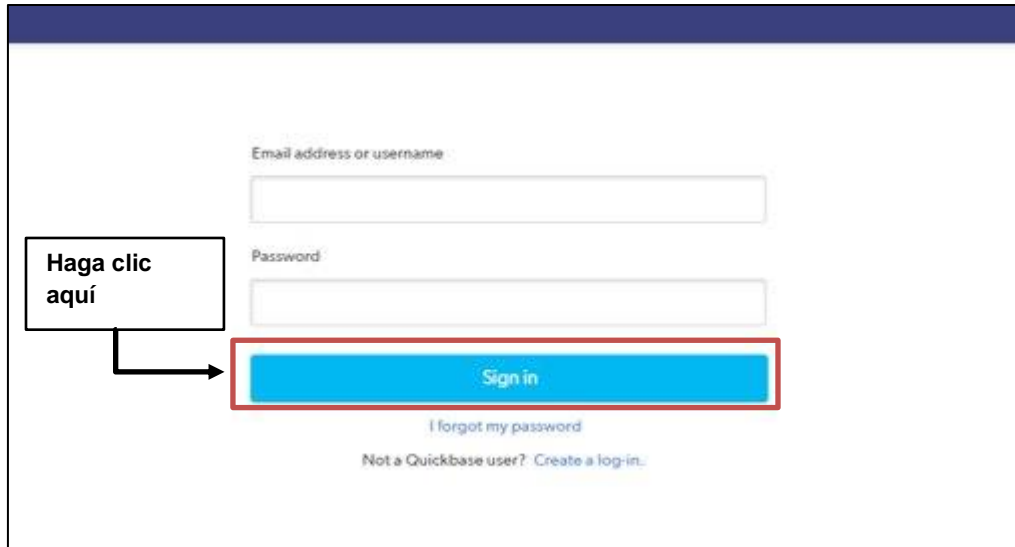 Email address or username
Haga clic
aquí
Password
Sign in
I forgot my password
Not a Quickbase user? Create a log-in.